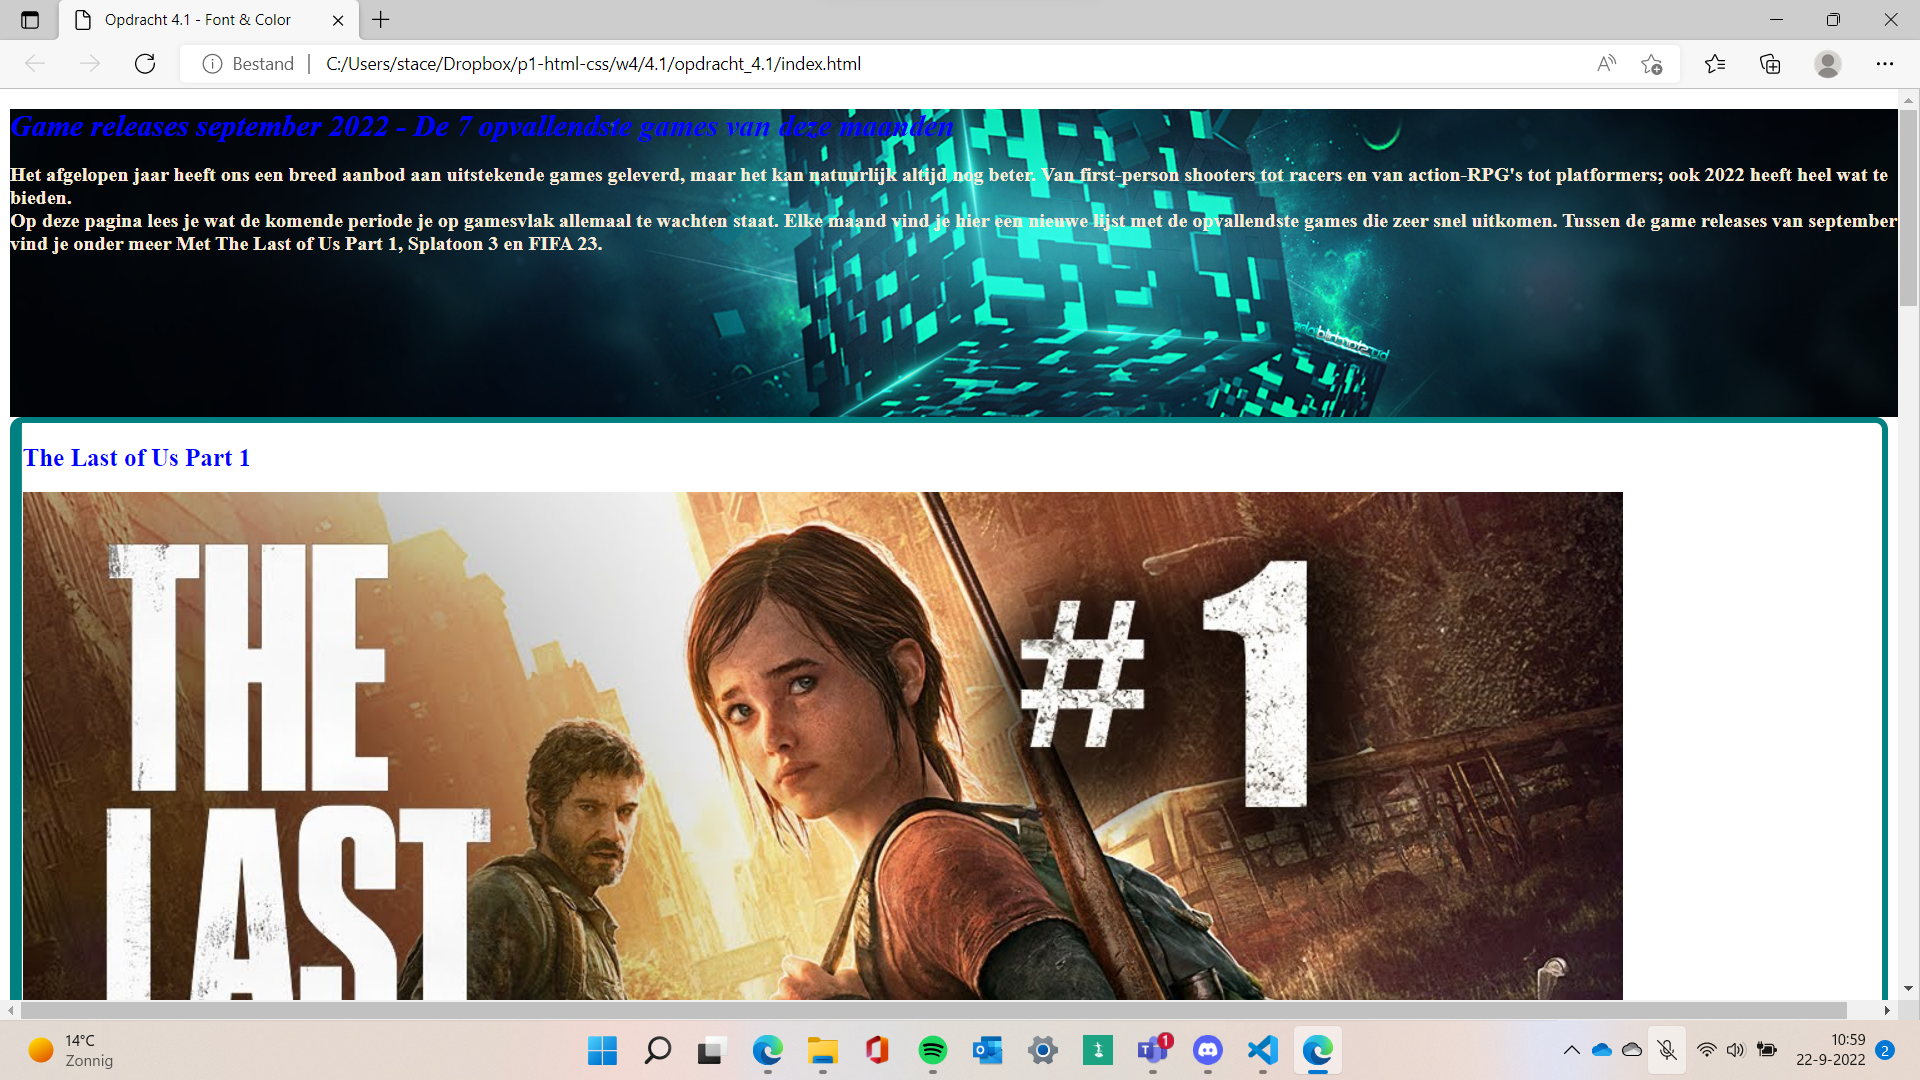 Opdracht 4.1 - Font & Color
Bestand
C:/Users/stace/Dropbox/p1-html-css/w4/4.1/opdracht_4.1/index.html
Game releases september 2022 - De 7 opvallendste games van deze maanden
Het afgelopen jaar heeft ons een breed aanbod aan uitstekende games geleverd, maar het kan natuurlijk altijd nog beter. Van first-person shooters tot racers en van action-RPG's tot platformers; ook 2022 heeft heel wat te
bieden.
Op deze pagina lees je wat de komende periode je op gamesvlak allemaal te wachten staat. Elke maand vind je hier een nieuwe lijst met de opvallendste games die zeer snel uitkomen. Tussen de game releases van september
vind je onder meer Met The Last of Us Part 1, Splatoon 3 en FIFA 23.
The Last of Us Part 1
THE
LAST
#1
14°C
Zonnig
1
10:59
22-9-2022
2